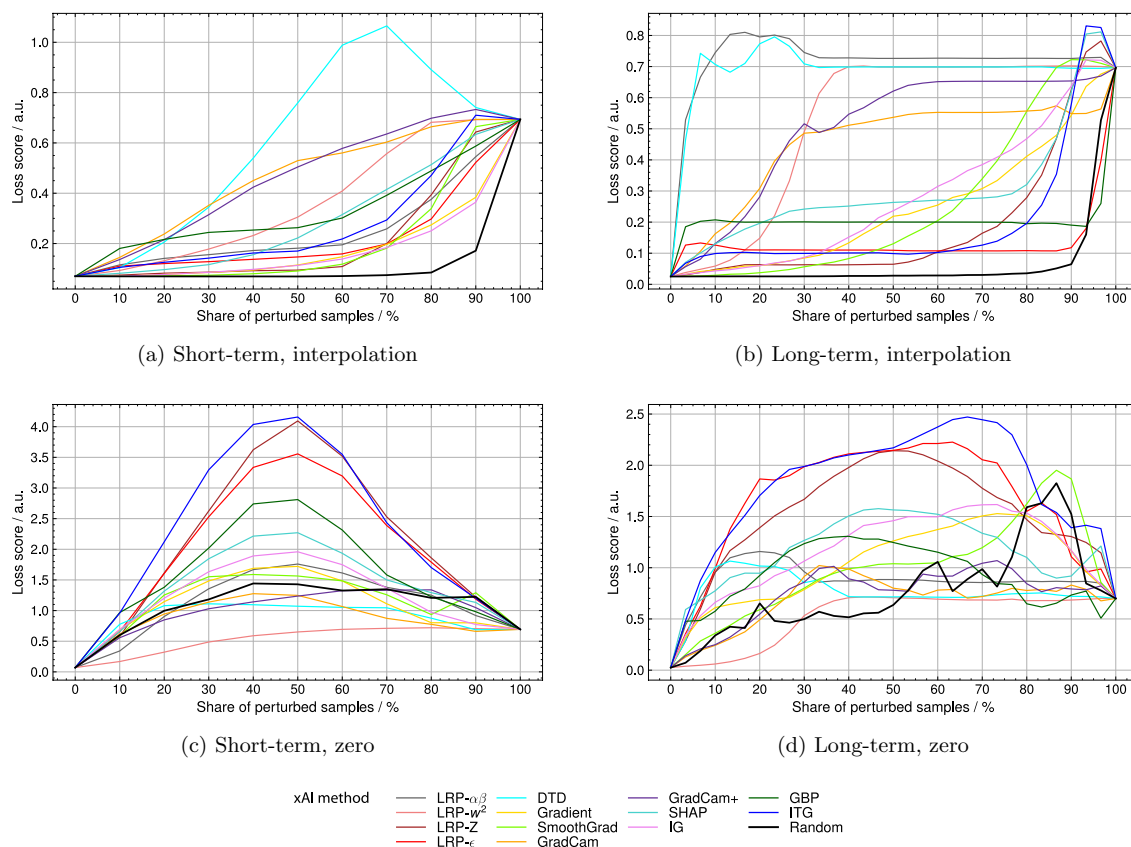 Loss score / a.u.
1.0
0.8
0.6
0.4
0.2
0 10 20 30 40 50 60 70 80 90 100
Share of perturbed samples / %
(a) Short-term, interpolation
Loss score / a.u.
0.8
0.7
0.6
0.5
0.4
0.3
0.2
0.1
0.0
0 10 20 30 40 50 60 70 80 90 100
Share of perturbed samples / %
(b) Long-term, interpolation
Loss score / a.u.
4.0
3.5
3.0
2.5
2.0
1.5
1.0
0.5
0.0
0 10 20 30 40 50 60 70 80 90 100
Share of perturbed samples / %
(c) Short-term, zero
Loss score / a.u.
2.5
2.0
1.5
1.0
0.5
0.0
0 10 20 30 40 50 60 70 80 90 100
Share of perturbed samples / %
(d) Long-term, zero
xAI method
LRP-αβ
LRP-w²
LRP-Z
LRP-ϵ
DTD
Gradient
SmoothGrad
GradCam
GradCam+
SHAP
IG
GBP
ITG
Random